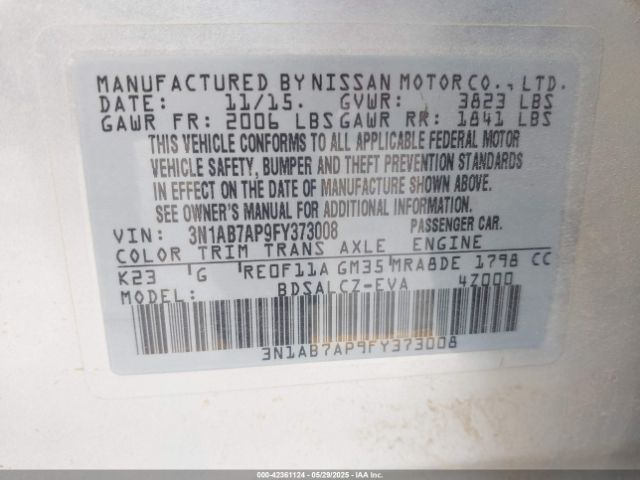 MANUFACTURED BY NISSAN MOTOR CO., LTD.
DATE: 11/15. GVWR: 3823 LBS
GAWR FR: 2006 LBS GAWR RR: 1841 LBS
THIS VEHICLE CONFORMS TO ALL APPLICABLE FEDERAL MOTOR
VEHICLE SAFETY, BUMPER AND THEFT PREVENTION STANDARDS
IN EFFECT ON THE DATE OF MANUFACTURE SHOWN ABOVE.
SEE OWNER'S MANUAL FOR ADDITIONAL INFORMATION.
VIN: 3N1AB7AP9FY373008 PASSENGER CAR.
COLOR TRIM TRANS AXLE ENGINE
K23 G RE0F11A GM35 MRA8DE 1798 CC
MODEL: BDSALCZ-EVA 4Z000
3N1AB7AP9FY373008
000-42361124 - 05/29/2025 - IAA, Inc.